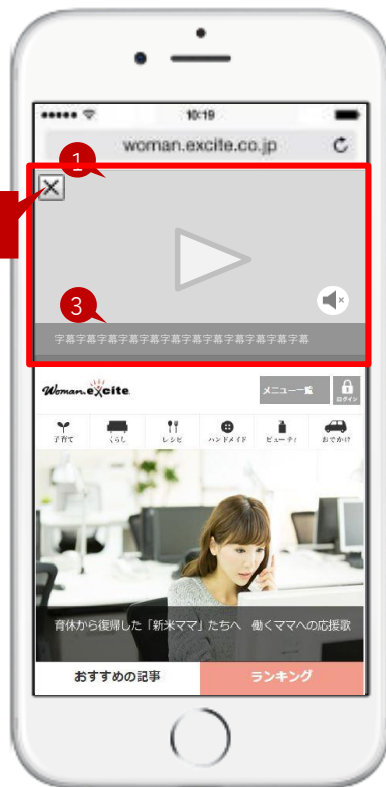 10:19
woman.excite.co.jp
1
3
字幕字幕字幕字幕字幕字幕字幕字幕字幕字幕字幕字幕
Woman.excite
メニュー一覧
ログイン
子育て くらし レシピ ハンドメイド ビューティ おでかけ
育休から復帰した「新米ママ」たちへ 働くママへの応援歌
おすすめの記事 ランキング